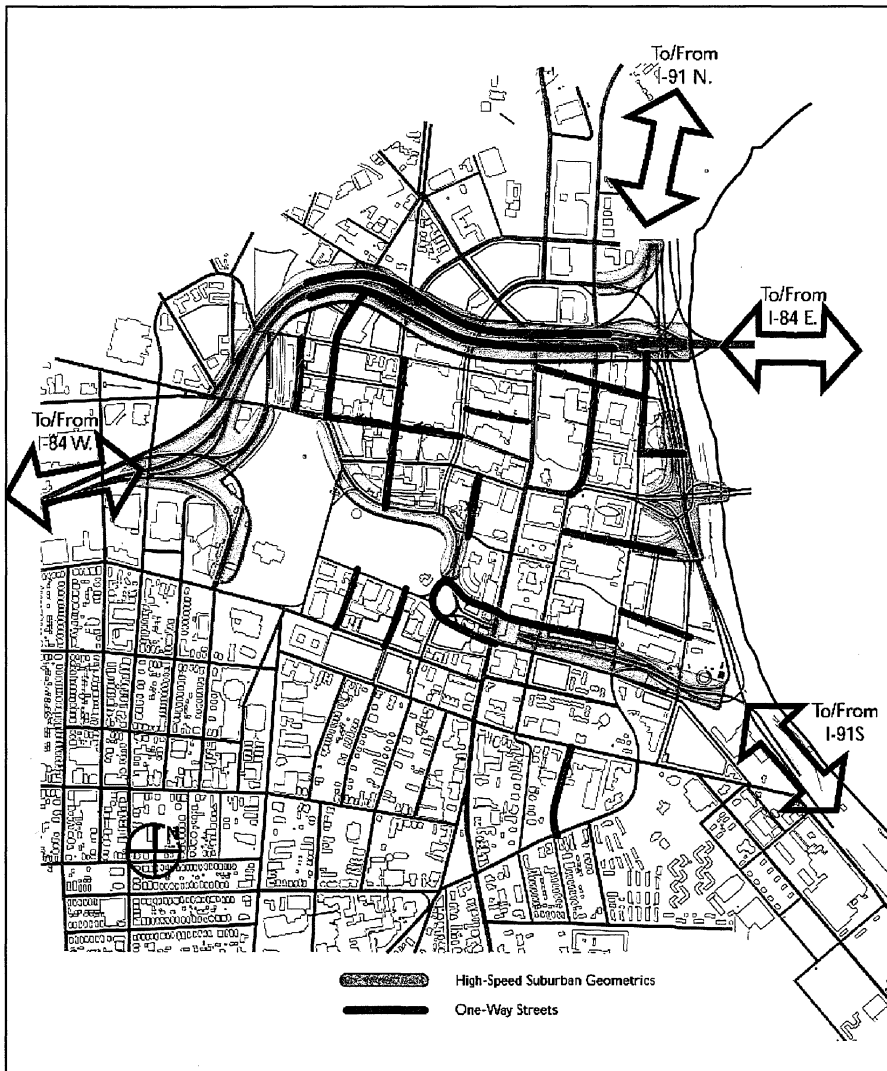 To/From
I-91 N.
To/From
I-84 E.
To/From
I-84 W.
To/From
I-91S
N
High-Speed Suburban Geometrics
One-Way Streets